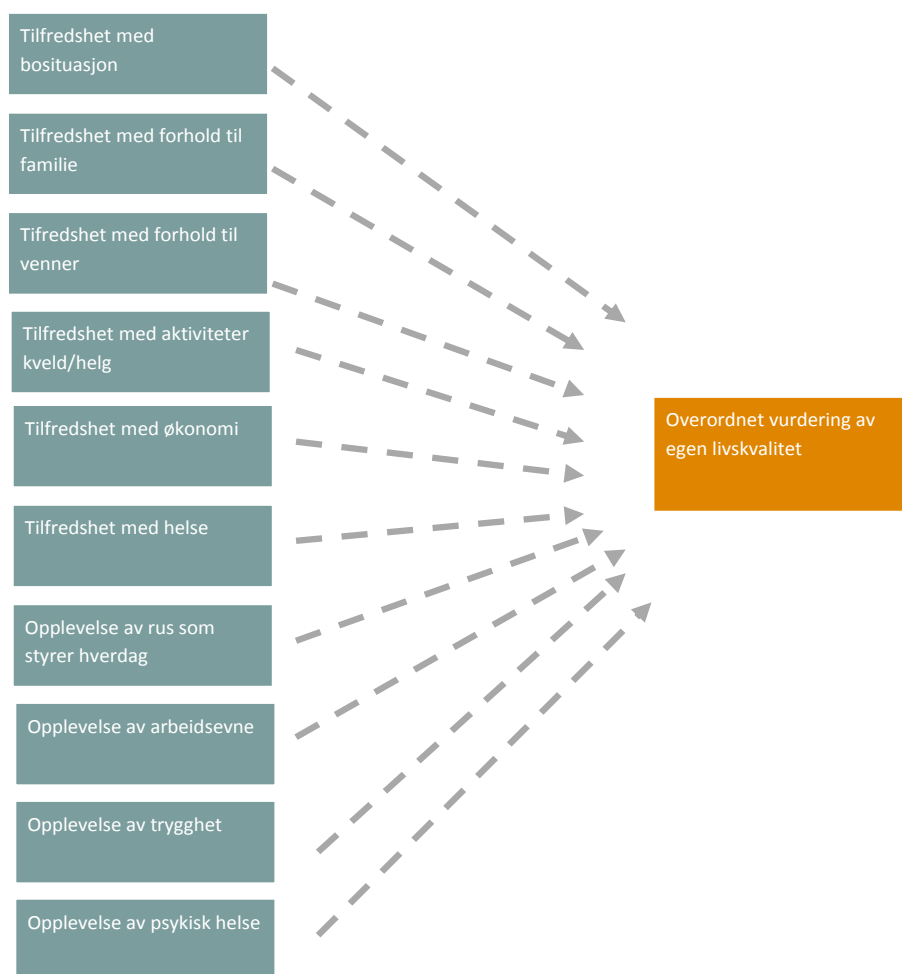 Tilfredshet med
bosituasjon
Tilfredshet med forhold til
familie
Tifredshet med forhold til
venner
Tilfredshet med aktiviteter
kveld/helg
Tilfredshet med økonomi
Tilfredshet med helse
Opplevelse av rus som
styrer hverdag
Opplevelse av arbeidsevne
Opplevelse av trygghet
Opplevelse av psykisk helse
Overordnet vurdering av
egen livskvalitet